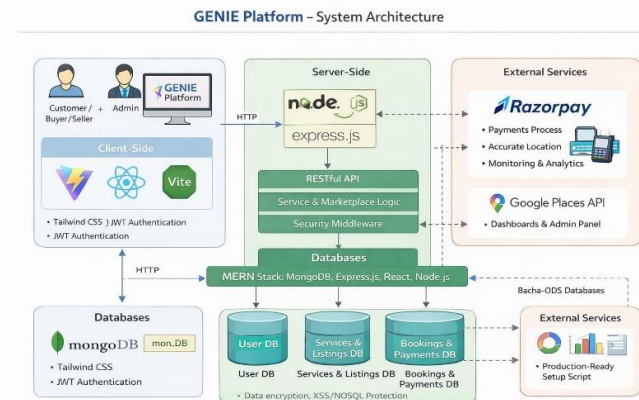 GENIE Platform – System Architecture
Customer/ + Admin
Buyer/Seller
GENIE
Platform
HTTP
Client-Side
Vite
• Tailwind CSS ) JWT Authentication
• JWT Authentication
Server-Side
node. JS
express.js
RESTful API
Service & Marketplace Logic
Security Middleware
Databases
MERN Stack: MongoDB, Express.js, React, Node.js
External Services
Razorpay
• Payments Process
• Accurate Location
• Monitoring & Analytics
Google Places API
• Dashboards & Admin Panel
HTTP
Bacha-ODS Databases
Databases
mongoDB
mon_DB
• Tailwind CSS
• JWT Authentication
User DB
Services &
Listings DB
Bookings &
Payments DB
User DB
Services & Listings DB
Bookings &
Payments DB
• Data encryption, XSS/NOSQL Protection
External Services
• Production-Ready
Setup Script